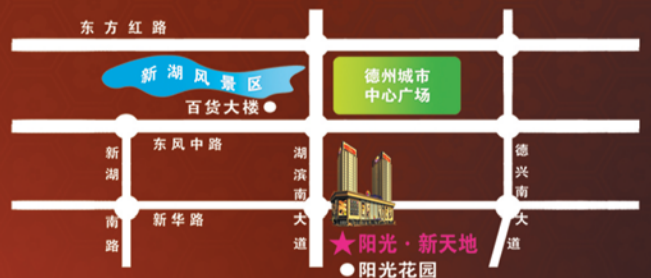 东方红路
新湖风景区
德州城市
中心广场
百货大楼
东风中路
新湖南路
湖滨南大道
德兴南大道
新华路
阳光·新天地
阳光花园